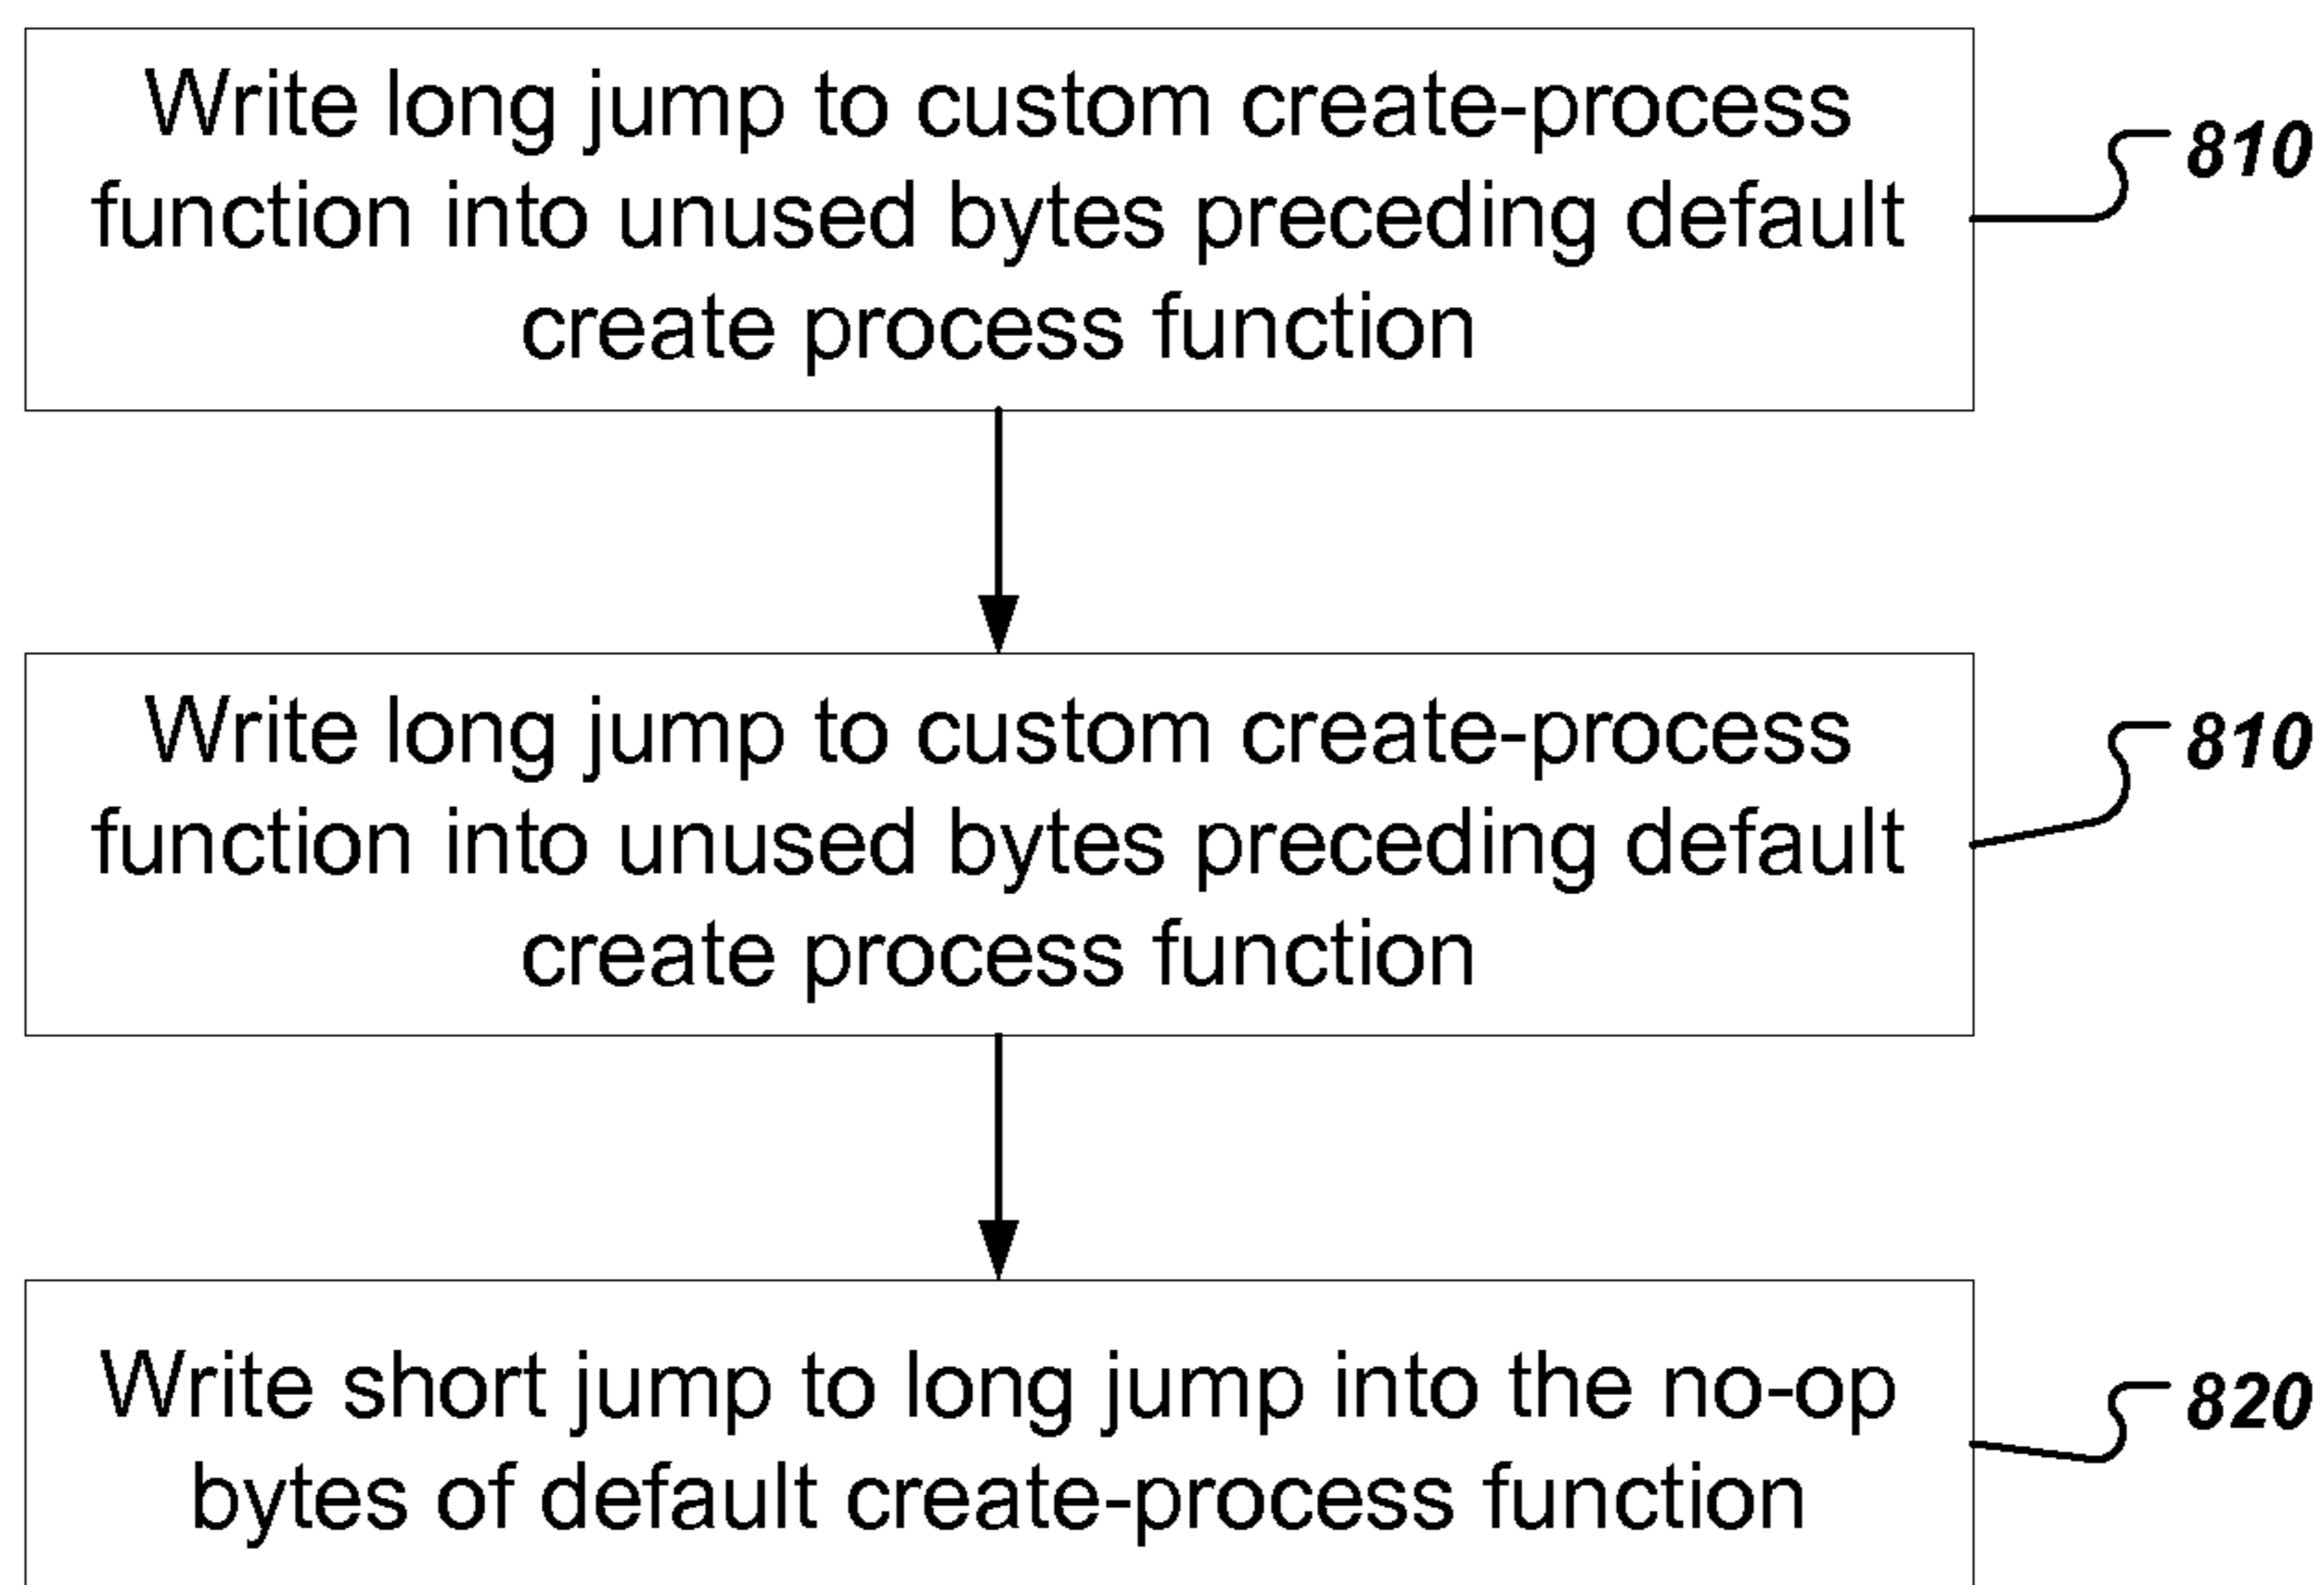 Write long jump to custom create-process
function into unused bytes preceding default
create process function
810
Write long jump to custom create-process
function into unused bytes preceding default
create process function
810
Write short jump to long jump into the no-op
bytes of default create-process function
820